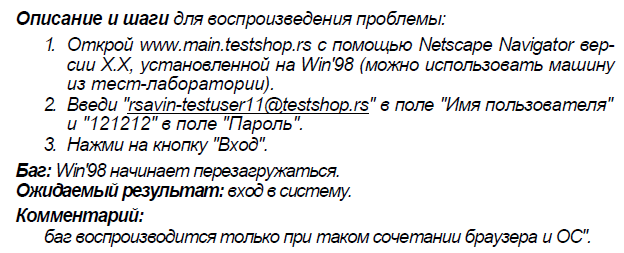 Описание и шаги для воспроизведения проблемы:
1. Открой www.main.testshop.rs с помощью Netscape Navigator вер-
сии X.X, установленной на Win'98 (можно использовать машину
из тест-лаборатории).
2. Введи "rsavin-testuser11@testshop.rs" в поле "Имя пользователя"
и "121212" в поле "Пароль".
3. Нажми на кнопку "Вход".
Баг: Win'98 начинает перезагружаться.
Ожидаемый результат: вход в систему.
Комментарий:
баг воспроизводится только при таком сочетании браузера и ОС".